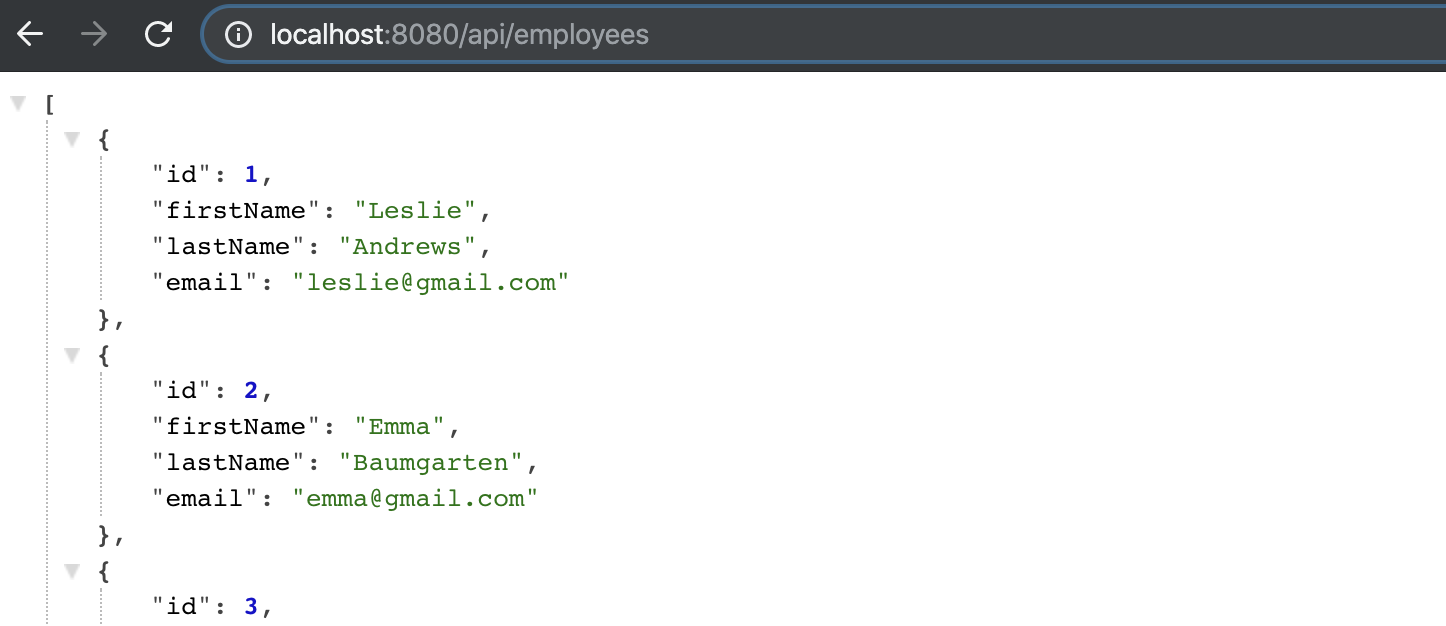 localhost:8080/api/employees
[
{
"id": 1,
"firstName": "Leslie",
"lastName": "Andrews",
"email": "leslie@gmail.com"
},
{
"id": 2,
"firstName": "Emma",
"lastName": "Baumgarten",
"email": "emma@gmail.com"
},
{
"id": 3,